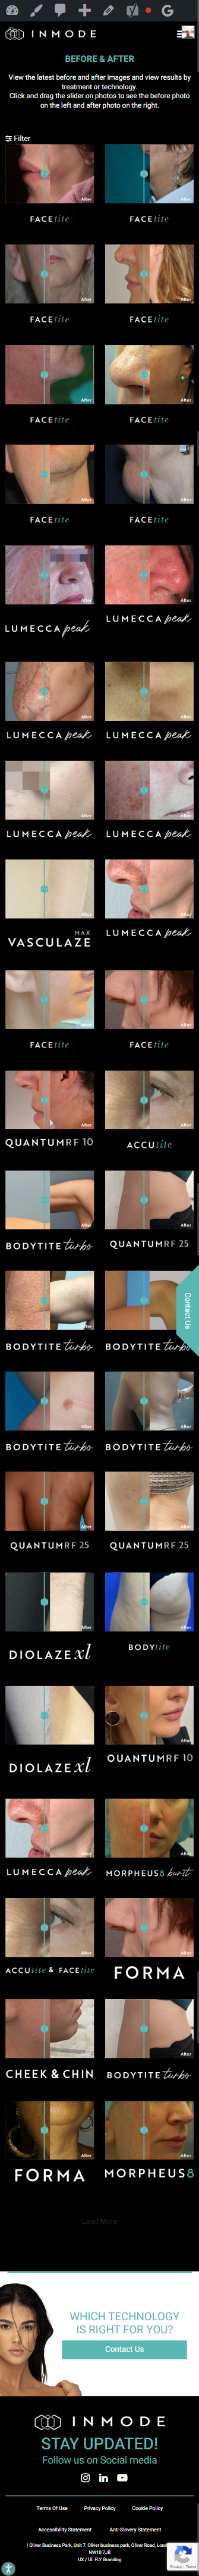 INMODE
BEFORE & AFTER
View the latest before and after images and view results by
treatment or technology.
Click and drag the slider on photos to see the before photo
on the left and after photo on the right.
Filter
After After
FACEtite FACEtite
After After
FACEtite FACEtite
After After
FACEtite FACEtite
After After
FACEtite FACEtite
After After
LUMECCA peak LUMECCA peak
After After
LUMECCA peak LUMECCA peak
After After
LUMECCA peak LUMECCA peak
After After
VASCULAZE MAX LUMECCA peak
After After
FACEtite FACEtite
After After
QUANTUMRF 10 ACCUtite
After After
BODYTITE turbo QUANTUMRF 25
After
BODYTITE turbo BODYTITE turbo
Contact Us
After After
BODYTITE turbo BODYTITE turbo
After After
QUANTUMRF 25 QUANTUMRF 25
After After
DIOLAZE xl BODYtite
After After
DIOLAZE xl QUANTUMRF 10
After After
LUMECCA peak MORPHEUS8 burst
After After
ACCUtite & FACEtite FORMA
After After
CHEEK & CHIN BODYTITE turbo
After After
FORMA MORPHEUS8
Load More
WHICH TECHNOLOGY
IS RIGHT FOR YOU?
Contact Us
INMODE
STAY UPDATED!
Follow us on Social media
Terms Of Use Privacy Policy Cookie Policy
Accessibility Statement Anti-Slavery Statement
| Oliver Business Park, Unit 7, Oliver business park, Oliver Road, Lond
NW10 7JB
UX / UI: FLY Branding
Privacy - Terms